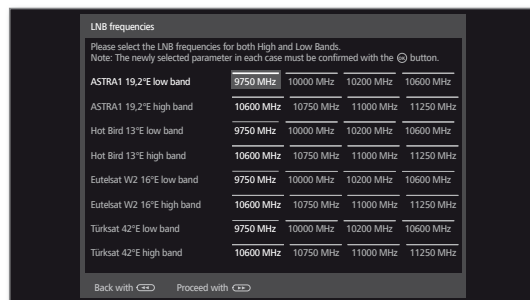 LNB frequencies
Please select the LNB frequencies for both High and Low Bands.
Note: The newly selected parameter in each case must be confirmed with the OK button.
ASTRA1 19,2°E low band 9750 MHz 10000 MHz 10200 MHz 10600 MHz
ASTRA1 19,2°E high band 10600 MHz 10750 MHz 11000 MHz 11250 MHz
Hot Bird 13°E low band 9750 MHz 10000 MHz 10200 MHz 10600 MHz
Hot Bird 13°E high band 10600 MHz 10750 MHz 11000 MHz 11250 MHz
Eutelsat W2 16°E low band 9750 MHz 10000 MHz 10200 MHz 10600 MHz
Eutelsat W2 16°E high band 10600 MHz 10750 MHz 11000 MHz 11250 MHz
Türksat 42°E low band 9750 MHz 10000 MHz 10200 MHz 10600 MHz
Türksat 42°E high band 10600 MHz 10750 MHz 11000 MHz 11250 MHz
Back with Proceed with